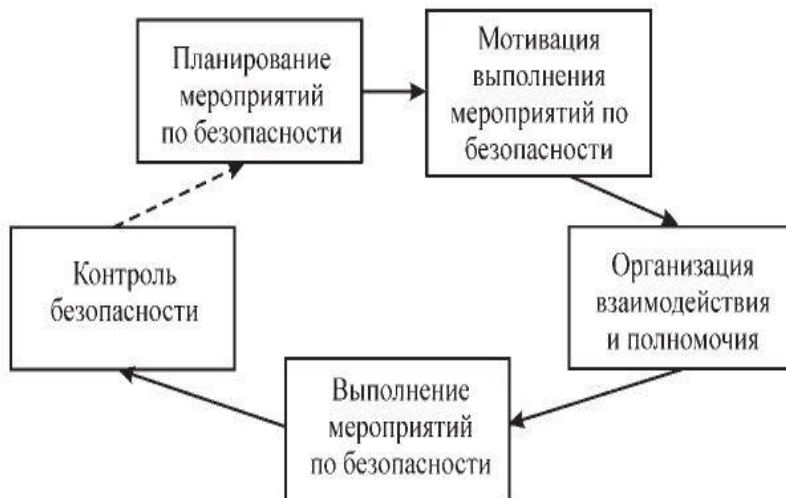 Планирование
мероприятий
по безопасности
Мотивация
выполнения
мероприятий по
безопасности
Организация
взаимодействия
и полномочия
Выполнение
мероприятий
по безопасности
Контроль
безопасности